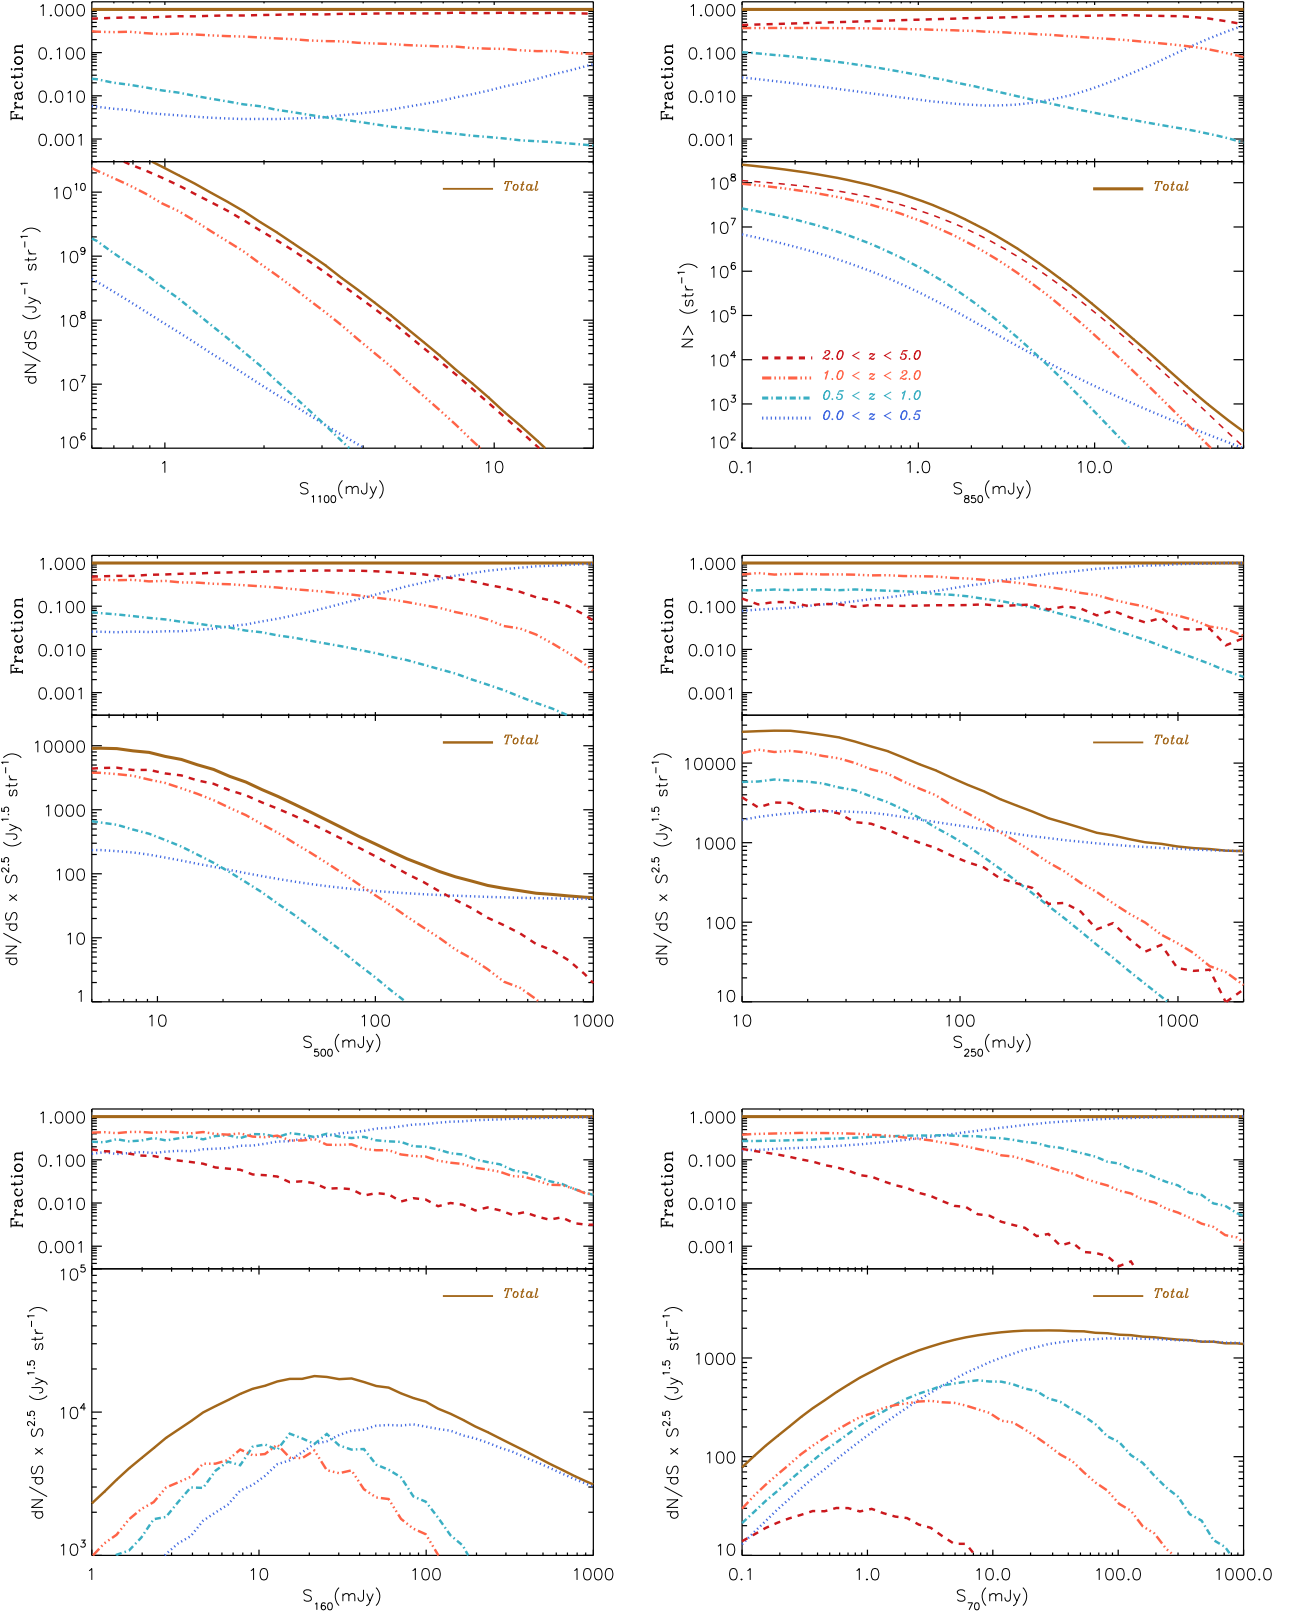 1.000
0.100
0.010
0.001
Fraction
10^10
10^9
10^8
10^7
10^6
dN/dS (Jy^-1 str^-1)
Total
1
10
S_1100(mJy)
1.000
0.100
0.010
0.001
Fraction
10^8
10^7
10^6
10^5
10^4
10^3
10^2
N> (str^-1)
Total
2.0 < z < 5.0
1.0 < z < 2.0
0.5 < z < 1.0
0.0 < z < 0.5
0.1
1.0
10.0
S_850(mJy)
1.000
0.100
0.010
0.001
Fraction
10000
1000
100
10
1
dN/dS x S^2.5 (Jy^1.5 str^-1)
Total
10
100
1000
S_500(mJy)
1.000
0.100
0.010
0.001
Fraction
10000
1000
100
10
dN/dS x S^2.5 (Jy^1.5 str^-1)
Total
10
100
1000
S_250(mJy)
1.000
0.100
0.010
0.001
Fraction
10^5
10^4
10^3
dN/dS x S^2.5 (Jy^1.5 str^-1)
Total
1
10
100
1000
S_160(mJy)
1.000
0.100
0.010
0.001
Fraction
1000
100
10
dN/dS x S^2.5 (Jy^1.5 str^-1)
Total
0.1
1.0
10.0
100.0
1000.0
S_70(mJy)